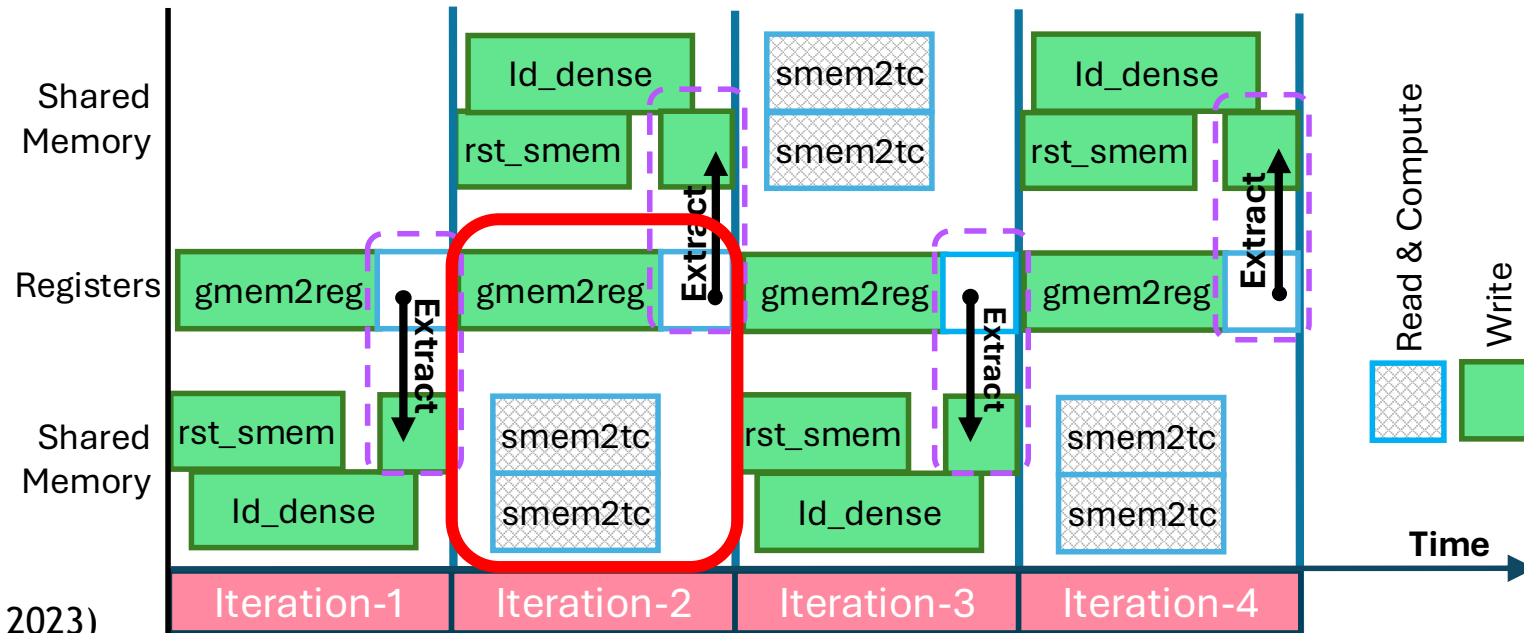 Shared
Memory
ld_dense
rst_smem
Extract
smem2tc
smem2tc
ld_dense
rst_smem
Extract
Registers
gmem2reg
Extract
gmem2reg
gmem2reg
Extract
gmem2reg
Shared
Memory
rst_smem
ld_dense
smem2tc
smem2tc
rst_smem
ld_dense
smem2tc
smem2tc
Read & Compute
Write
Time
Iteration-1
Iteration-2
Iteration-3
Iteration-4
2023)